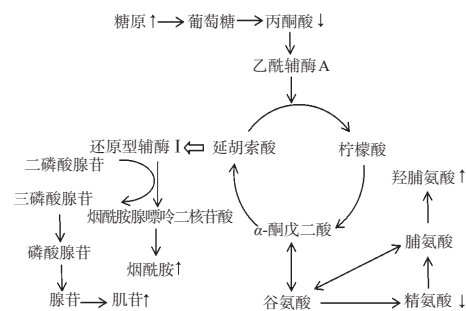 糖原↑→葡萄糖→丙酮酸↓
乙酰辅酶A
还原型辅酶Ⅰ
延胡索酸
柠檬酸
二磷酸腺苷
羟脯氨酸↑
三磷酸腺苷
烟酰胺腺嘌呤二核苷酸
α-酮戊二酸
磷酸腺苷
脯氨酸
烟酰胺↑
腺苷→肌苷↑
谷氨酸
精氨酸↓